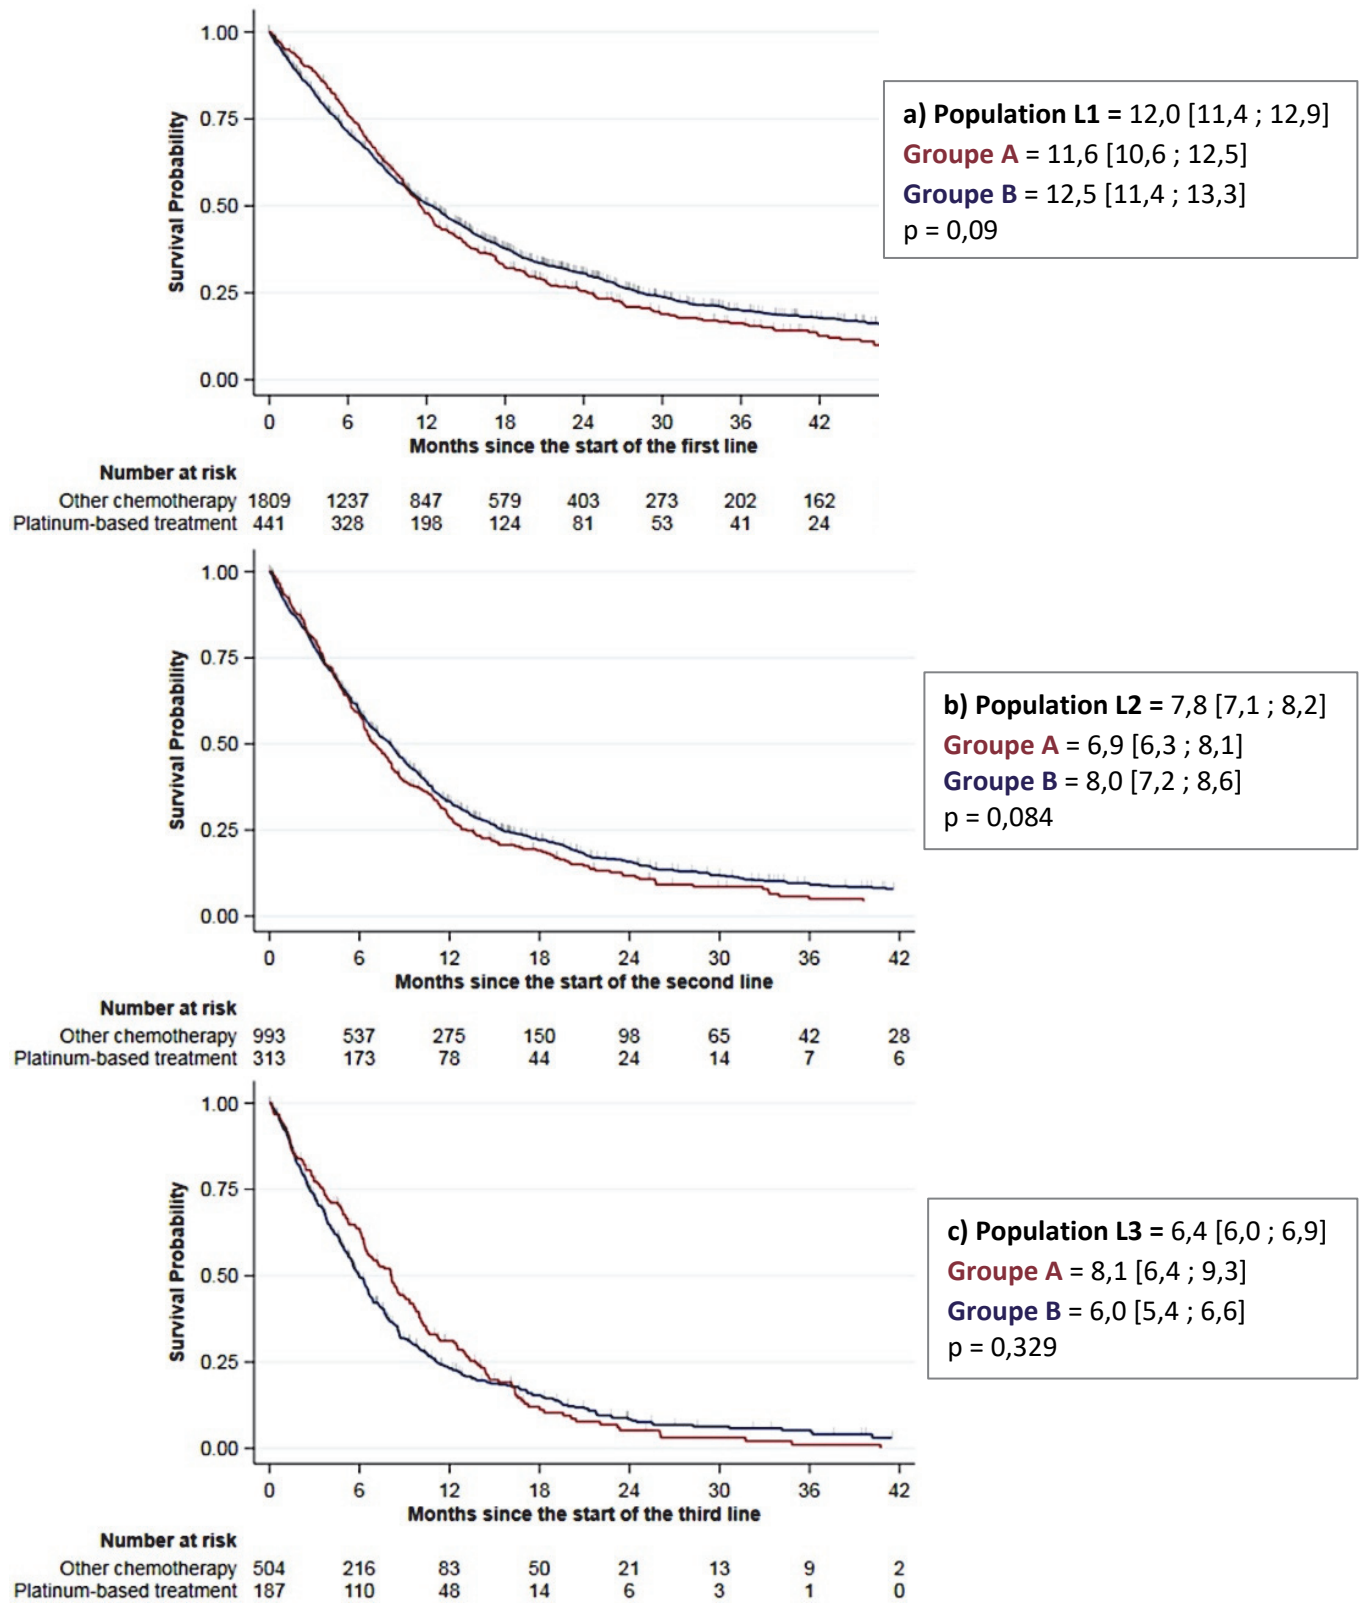 1.00
0.75
0.50
0.25
0.00
Survival Probability
0 6 12 18 24 30 36 42
Months since the start of the first line
Number at risk
Other chemotherapy 1809 1237 847 579 403 273 202 162
Platinum-based treatment 441 328 198 124 81 53 41 24
a) Population L1 = 12,0 [11,4 ; 12,9]
Groupe A = 11,6 [10,6 ; 12,5]
Groupe B = 12,5 [11,4 ; 13,3]
p = 0,09
1.00
0.75
0.50
0.25
0.00
Survival Probability
0 6 12 18 24 30 36 42
Months since the start of the second line
Number at risk
Other chemotherapy 993 537 275 150 98 65 42 28
Platinum-based treatment 313 173 78 44 24 14 7 6
b) Population L2 = 7,8 [7,1 ; 8,2]
Groupe A = 6,9 [6,3 ; 8,1]
Groupe B = 8,0 [7,2 ; 8,6]
p = 0,084
1.00
0.75
0.50
0.25
0.00
Survival Probability
0 6 12 18 24 30 36 42
Months since the start of the third line
Number at risk
Other chemotherapy 504 216 83 50 21 13 9 2
Platinum-based treatment 187 110 48 14 6 3 1 0
c) Population L3 = 6,4 [6,0 ; 6,9]
Groupe A = 8,1 [6,4 ; 9,3]
Groupe B = 6,0 [5,4 ; 6,6]
p = 0,329